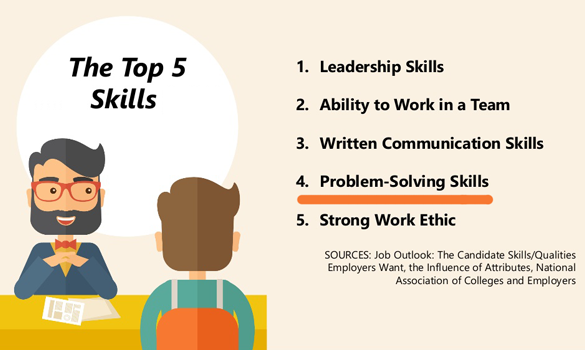 The Top 5
Skills
1. Leadership Skills
2. Ability to Work in a Team
3. Written Communication Skills
4. Problem-Solving Skills
5. Strong Work Ethic
SOURCES: Job Outlook: The Candidate Skills/Qualities
Employers Want, the Influence of Attributes, National
Association of Colleges and Employers